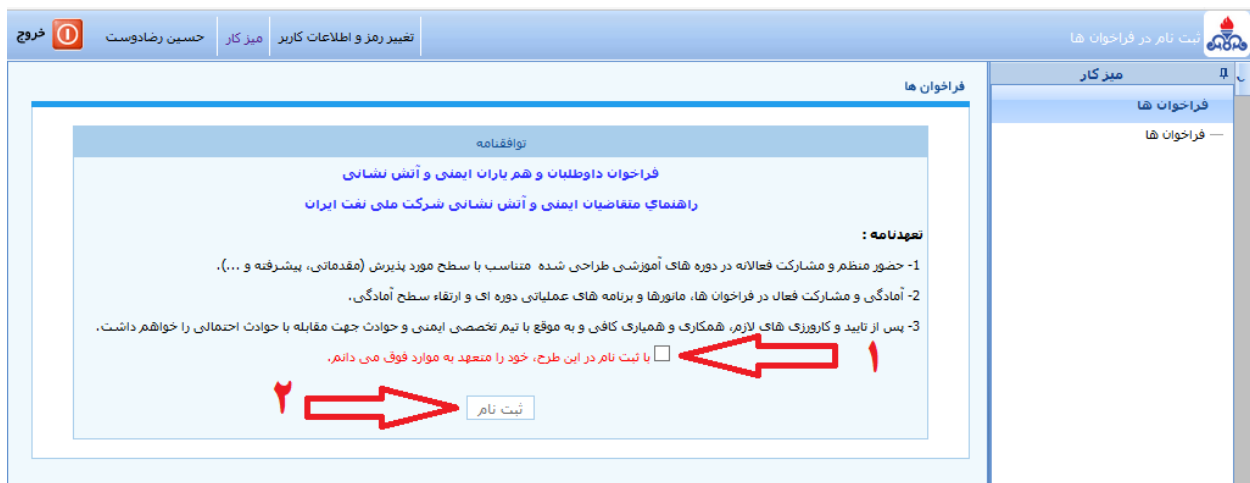 ثبت نام در فراخوان ها
تغییر رمز و اطلاعات کاربر
میز کار
حسین رضادوست
خروج
میز کار
فراخوان ها
فراخوان ها
فراخوان ها
توافقنامه
فراخوان داوطلبان و هم یاران ایمنی و آتش نشانی
راهنمای متقاضیان ایمنی و آتش نشانی شرکت ملی نفت ایران
تعهدنامه :
1- حضور منظم و مشارکت فعالانه در دوره های آموزشی طراحی شده متناسب با سطح مورد پذیرش (مقدماتی، پیشرفته و ...).
2- آمادگی و مشارکت فعال در فراخوان ها، مانورها و برنامه های عملیاتی دوره ای و ارتقاء سطح آمادگی.
3- پس از تایید و کارورزی های لازم، همکاری و همیاری کافی و به موقع با تیم تخصصی ایمنی و حوادث جهت مقابله با حوادث احتمالی را خواهم داشت.
با ثبت نام در این طرح، خود را متعهد به موارد فوق می دانم.
۱
ثبت نام
۲